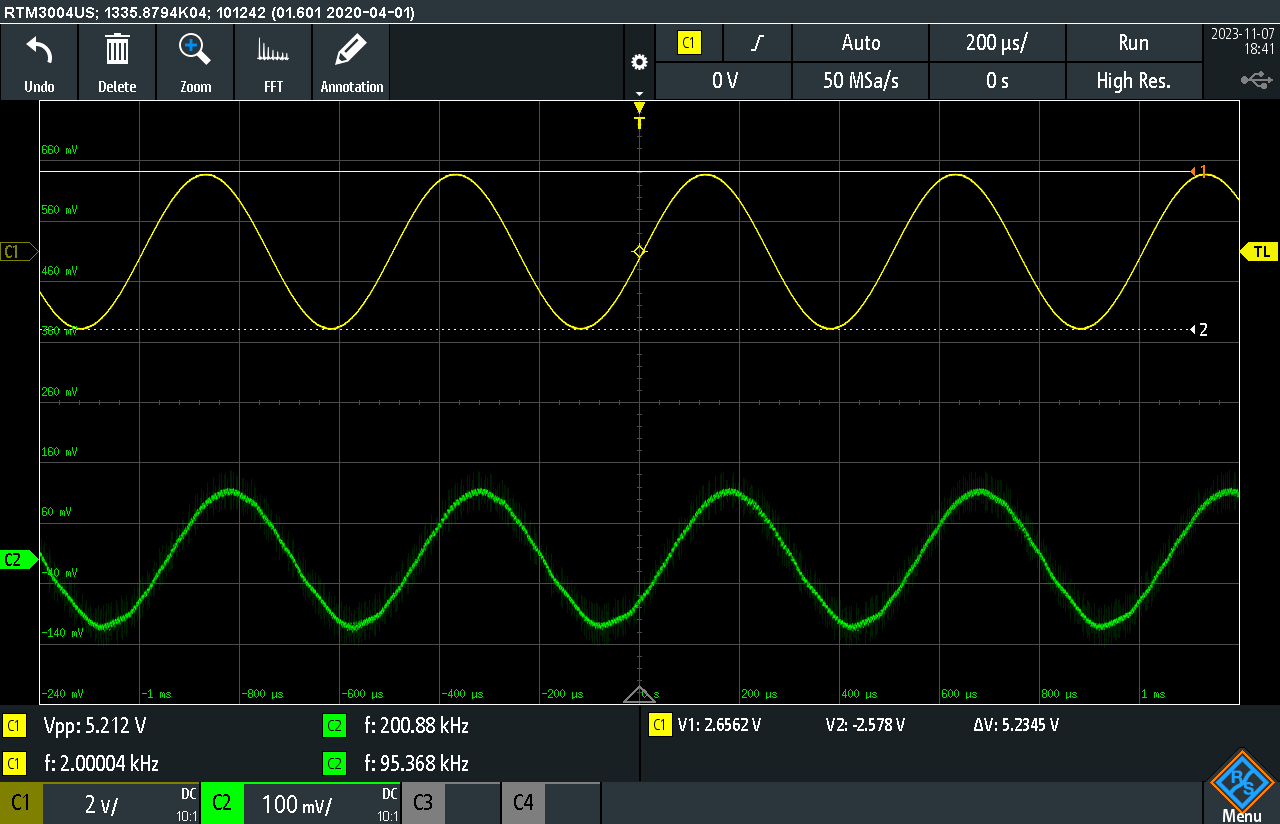 RTM3004US; 1335.8794K04; 101242 (01.601 2020-04-01)
Undo
Delete
Zoom
FFT
Annotation
C1
Auto
200 µs/
Run
2023-11-07
18:41
0 V
50 MSa/s
0 s
High Res.
T
660 mV
1
560 mV
C1
TL
460 mV
360 mV
2
260 mV
160 mV
60 mV
C2
-40 mV
-140 mV
-240 mV
-1 ms
-800 µs
-600 µs
-400 µs
-200 µs
0 s
200 µs
400 µs
600 µs
800 µs
1 ms
C1 Vpp: 5.212 V
C2 f: 200.88 kHz
C1 V1: 2.6562 V V2: -2.578 V ΔV: 5.2345 V
C1 f: 2.00004 kHz
C2 f: 95.368 kHz
C1 2 V/ DC 10:1
C2 100 mV/ DC 10:1
C3
C4
R S
Menu